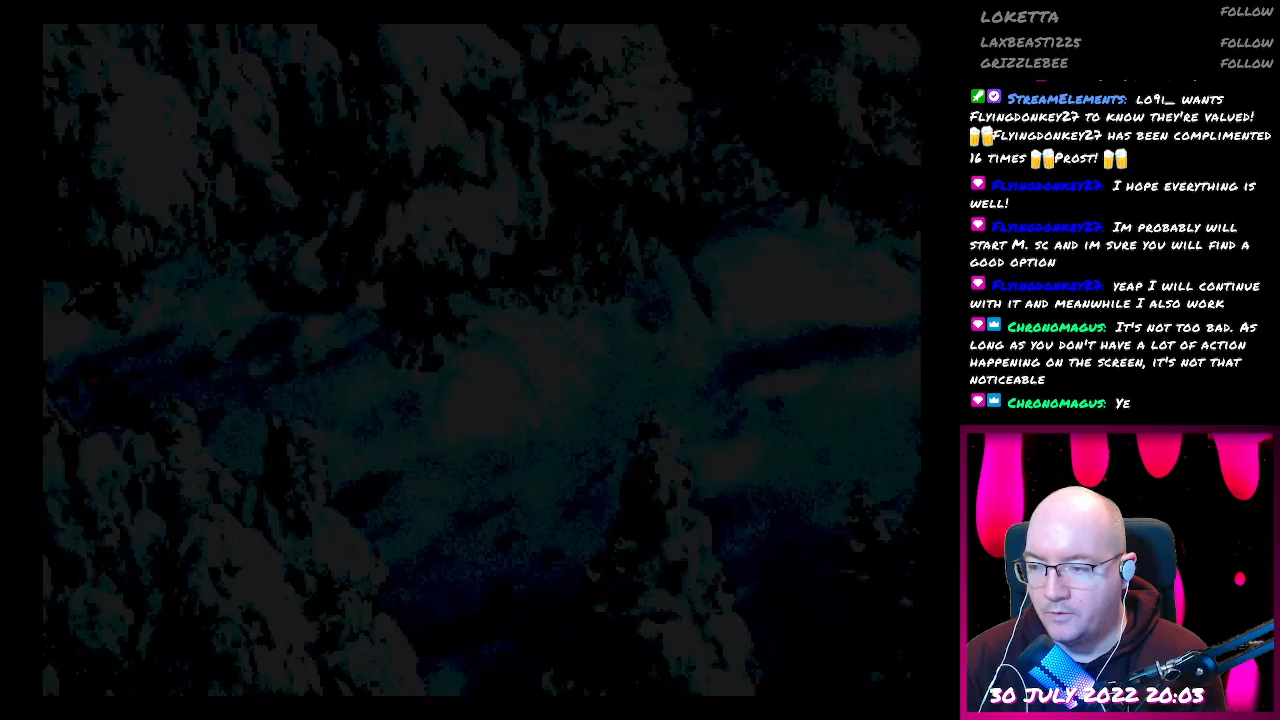 LOKETTA FOLLOW
LAXBEAST1225 FOLLOW
GRIZZLEBEE FOLLOW
StreamElements: lo9i_ wants
Flyingdonkey27 to know they're valued!
Flyingdonkey27 has been complimented
16 times Prost!
Flyingdonkey27: I hope everything is
well!
Flyingdonkey27: Im probably will
start M. sc and im sure you will find a
good option
Flyingdonkey27: yeap I will continue
with it and meanwhile I also work
Chronomagus: It's not too bad. As
long as you don't have a lot of action
happening on the screen, it's not that
noticeable
Chronomagus: Ye
30 JULY 2022 20:03